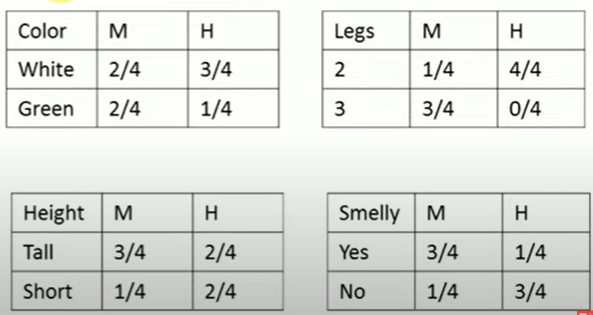 Color M H
White 2/4 3/4
Green 2/4 1/4
Legs M H
2 1/4 4/4
3 3/4 0/4
Height M H
Tall 3/4 2/4
Short 1/4 2/4
Smelly M H
Yes 3/4 1/4
No 1/4 3/4